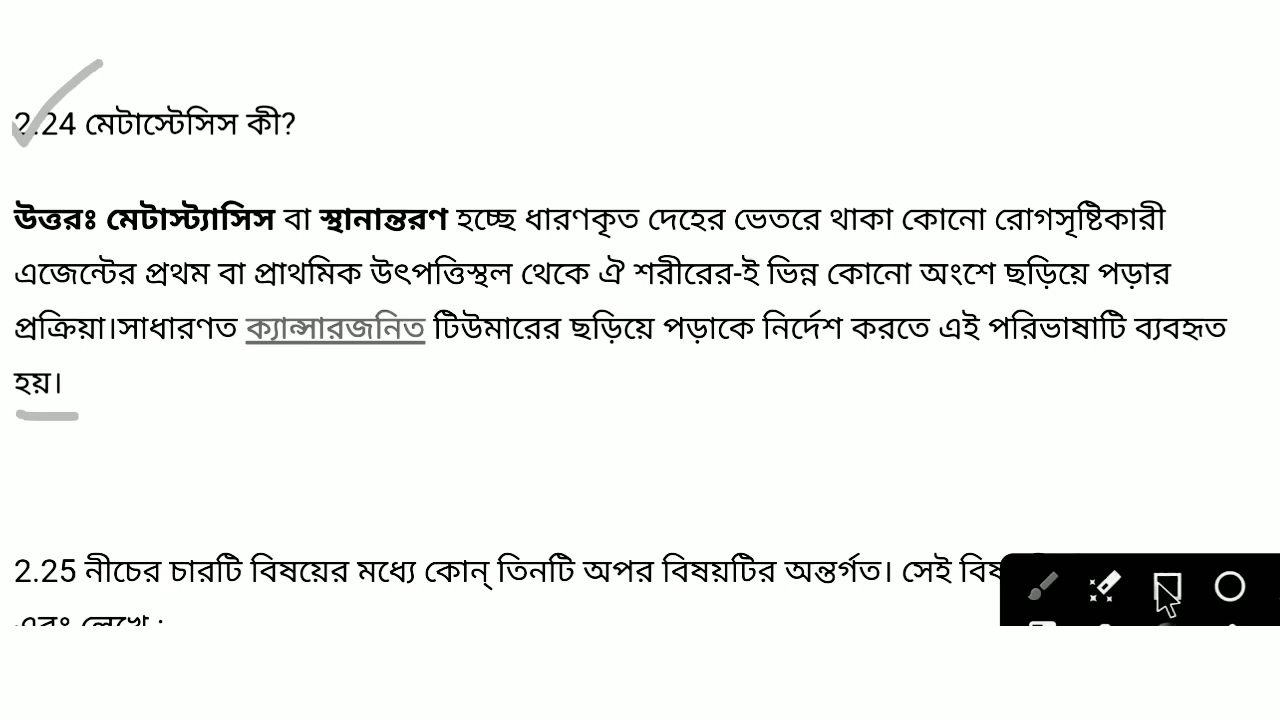 2.24 মেটাস্টেসিস কী?
উত্তরঃ মেটাস্ট্যাসিস বা স্থানান্তরণ হচ্ছে ধারণকৃত দেহের ভেতরে থাকা কোনো রোগসৃষ্টিকারী
এজেন্টের প্রথম বা প্রাথমিক উৎপত্তিস্থল থেকে ঐ শরীরের-ই ভিন্ন কোনো অংশে ছড়িয়ে পড়ার
প্রক্রিয়া।সাধারণত ক্যান্সারজনিত টিউমারের ছড়িয়ে পড়াকে নির্দেশ করতে এই পরিভাষাটি ব্যবহৃত
হয়।
2.25 নীচের চারটি বিষয়ের মধ্যে কোন্ তিনটি অপর বিষয়টির অন্তর্গত। সেই
এবং লেখো :